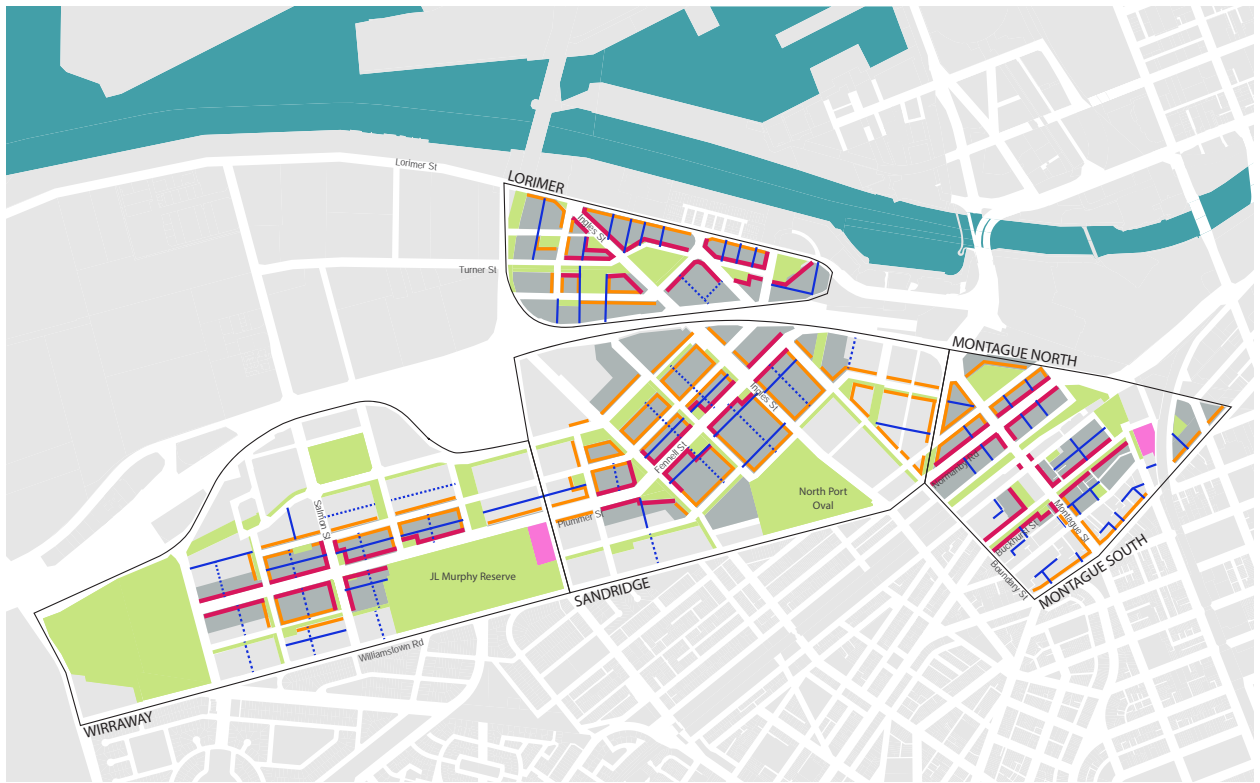 Lorimer St
LORIMER
Ingles St
Turner St
MONTAGUE NORTH
Ingles St
Fennell St
Normanby Rd
North Port
Oval
Salmon St
Plummer St
Montague St
Buckhurst St
Boundary St
MONTAGUE SOUTH
JL Murphy Reserve
SANDRIDGE
Williamstown Rd
WIRRAWAY